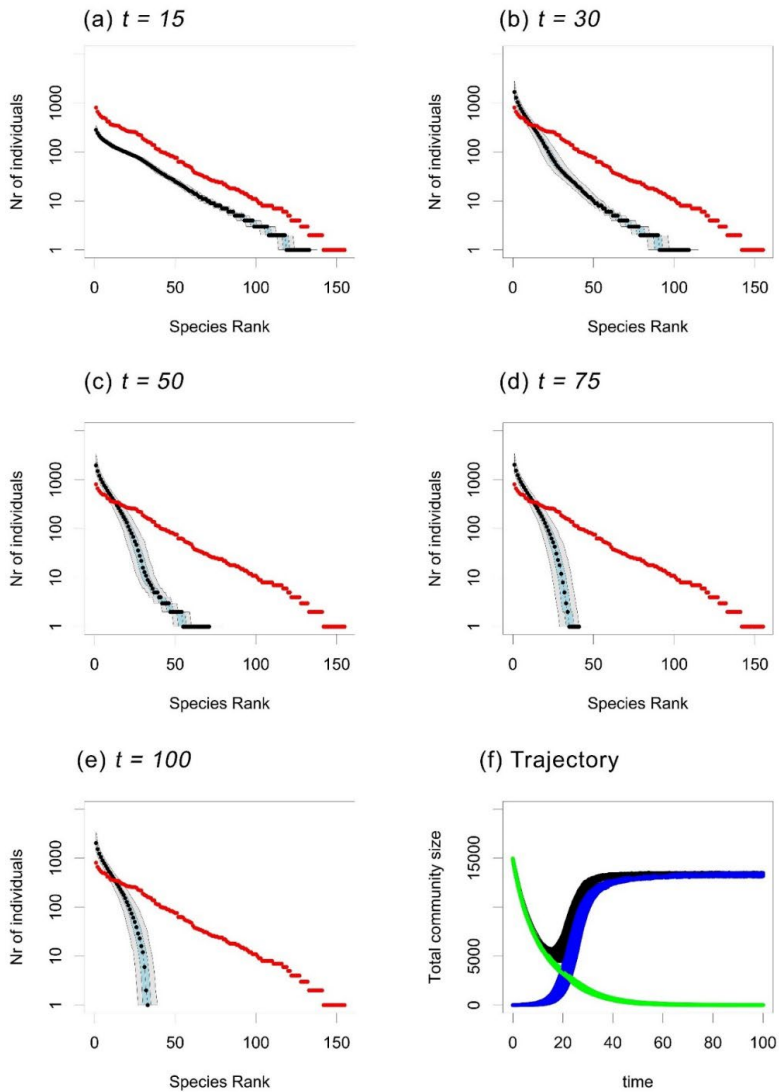 (a) t = 15
(b) t = 30
Nr of individuals
1000
100
10
1
0 50 100 150
Species Rank
Nr of individuals
1000
100
10
1
0 50 100 150
Species Rank
(c) t = 50
(d) t = 75
Nr of individuals
1000
100
10
1
0 50 100 150
Species Rank
Nr of individuals
1000
100
10
1
0 50 100 150
Species Rank
(e) t = 100
(f) Trajectory
Nr of individuals
1000
100
10
1
0 50 100 150
Species Rank
Total community size
15000
5000
0
0 20 40 60 80 100
time